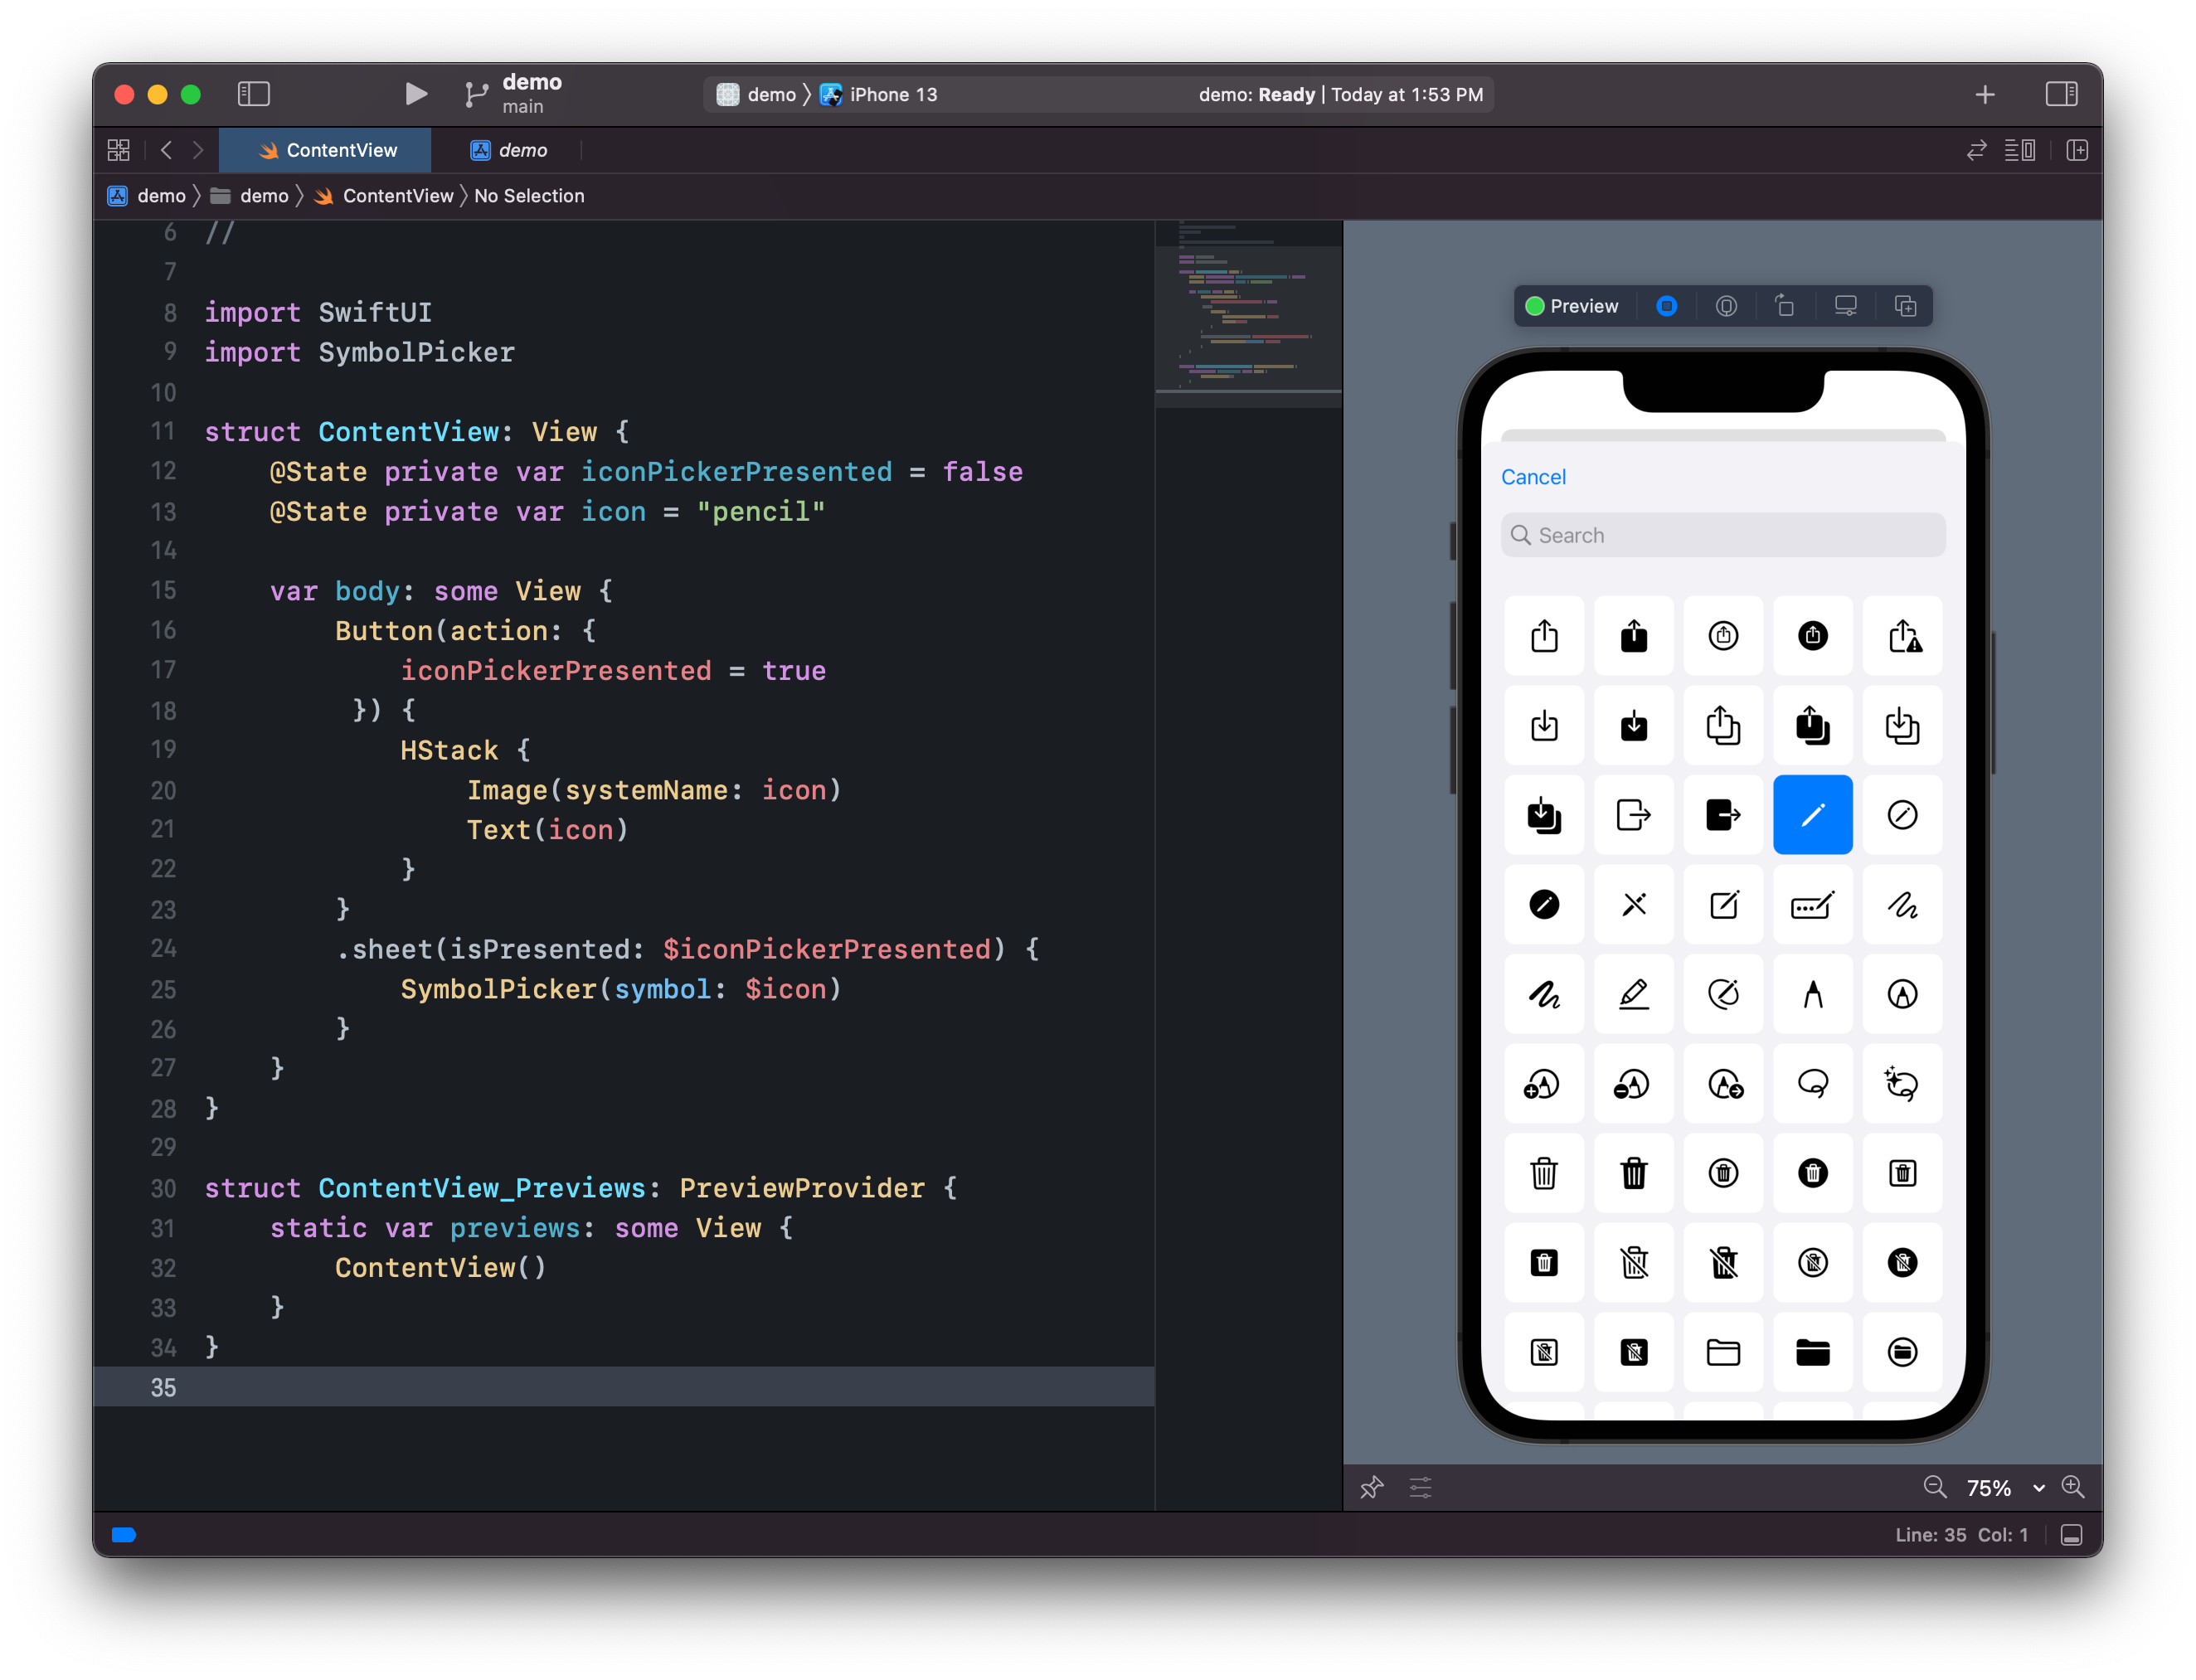 demo
main
demo 〉 iPhone 13
demo: Ready | Today at 1:53 PM
ContentView
demo
demo 〉 demo 〉 ContentView 〉 No Selection
6 //
7
8 import SwiftUI
9 import SymbolPicker
10
11 struct ContentView: View {
12     @State private var iconPickerPresented = false
13     @State private var icon = "pencil"
14
15     var body: some View {
16         Button(action: {
17             iconPickerPresented = true
18          }) {
19             HStack {
20                 Image(systemName: icon)
21                 Text(icon)
22             }
23         }
24         .sheet(isPresented: $iconPickerPresented) {
25             SymbolPicker(symbol: $icon)
26         }
27     }
28 }
29
30 struct ContentView_Previews: PreviewProvider {
31     static var previews: some View {
32         ContentView()
33     }
34 }
35
Preview
Cancel
Search
75%
Line: 35 Col: 1